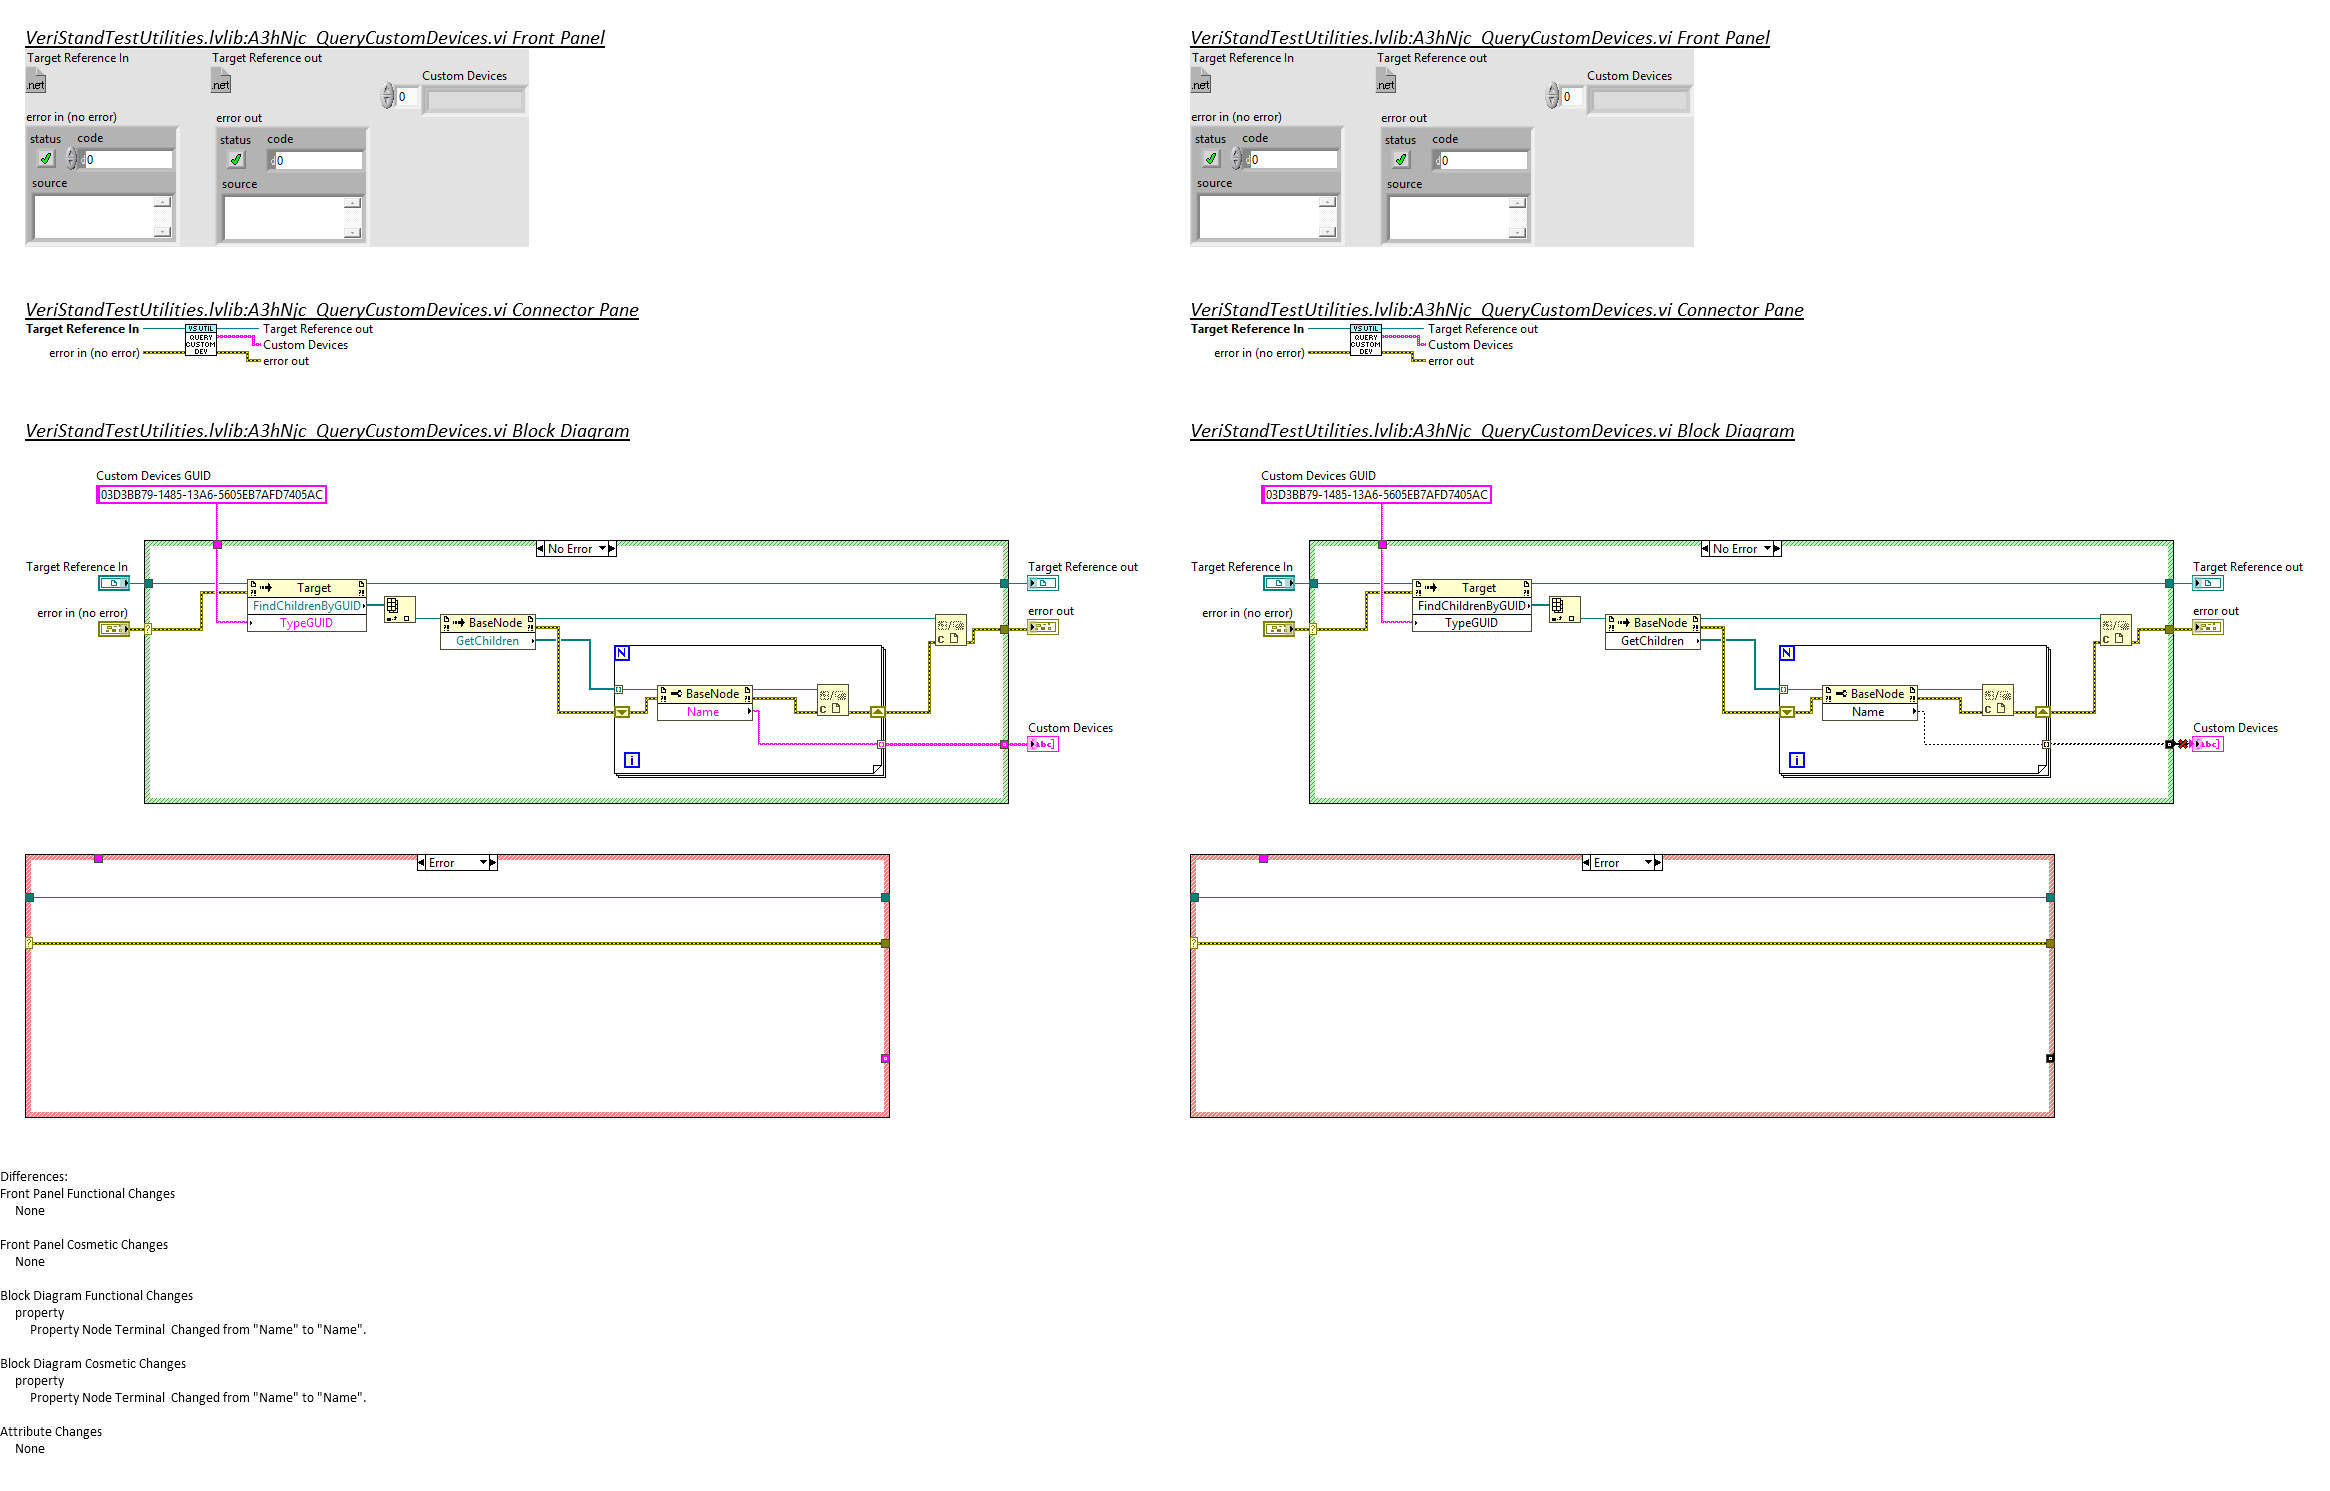 VeriStandTestUtilities.lvlib:A3hNjc_QueryCustomDevices.vi Front Panel
Target Reference In
Target Reference out
.net
.net
Custom Devices
0
error in (no error)
error out
status
code
status
code
d0
d0
source
source
VeriStandTestUtilities.lvlib:A3hNjc_QueryCustomDevices.vi Connector Pane
Target Reference In
VS UTIL
QUERY
CUSTOM
DEV
Target Reference out
Custom Devices
error in (no error)
error out
VeriStandTestUtilities.lvlib:A3hNjc_QueryCustomDevices.vi Block Diagram
Custom Devices GUID
03D3BB79-1485-13A6-5605EB7AFD7405AC
No Error
Target Reference In
error in (no error)
Target
FindChildrenByGUID
TypeGUID
BaseNode
GetChildren
N
BaseNode
Name
i
C
C
?
Target Reference out
error out
Custom Devices
abc
Error
?
VeriStandTestUtilities.lvlib:A3hNjc_QueryCustomDevices.vi Front Panel
Target Reference In
Target Reference out
.net
.net
Custom Devices
0
error in (no error)
error out
status
code
status
code
d0
d0
source
source
VeriStandTestUtilities.lvlib:A3hNjc_QueryCustomDevices.vi Connector Pane
Target Reference In
VS UTIL
QUERY
CUSTOM
DEV
Target Reference out
Custom Devices
error in (no error)
error out
VeriStandTestUtilities.lvlib:A3hNjc_QueryCustomDevices.vi Block Diagram
Custom Devices GUID
03D3BB79-1485-13A6-5605EB7AFD7405AC
No Error
Target Reference In
error in (no error)
Target
FindChildrenByGUID
TypeGUID
BaseNode
GetChildren
N
BaseNode
Name
i
C
C
?
Target Reference out
error out
Custom Devices
abc
Error
?
Differences:
Front Panel Functional Changes
None
Front Panel Cosmetic Changes
None
Block Diagram Functional Changes
property
Property Node Terminal  Changed from "Name" to "Name".
Block Diagram Cosmetic Changes
property
Property Node Terminal  Changed from "Name" to "Name".
Attribute Changes
None